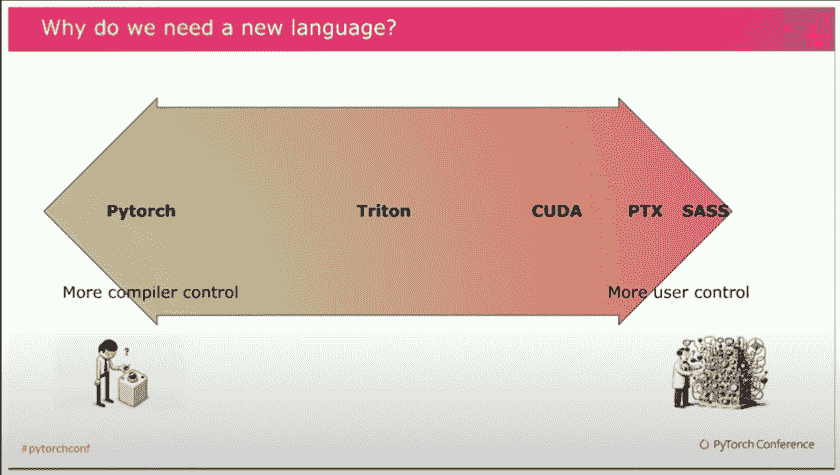 Why do we need a new language?
Pytorch Triton CUDA PTX SASS
More compiler control More user control
?
#pytorchconf PyTorch Conference